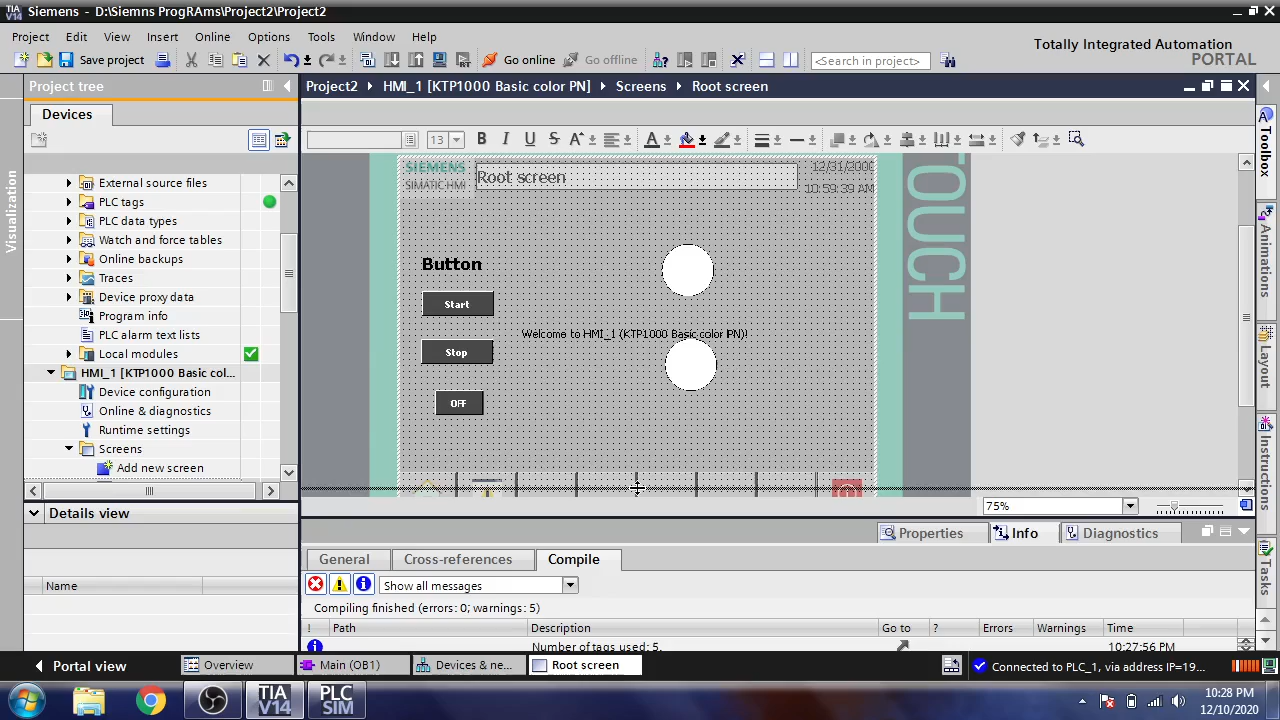 TIA V14 Siemens - D:\Siemns ProgRAms\Project2\Project2
Project Edit View Insert Online Options Tools Window Help
Totally Integrated Automation
PORTAL
Save project Go online Go offline <Search in project>
Project tree
Project2 HMI_1 [KTP1000 Basic color PN] Screens Root screen
Devices
13 B I U S A A
Visualization
External source files
PLC tags
PLC data types
Watch and force tables
Online backups
Traces
Device proxy data
Program info
PLC alarm text lists
Local modules
HMI_1 [KTP1000 Basic col...
Device configuration
Online & diagnostics
Runtime settings
Screens
Add new screen
Details view
Name
SIEMENS
SIMATIC HMI
Root screen
12/31/200
10:59:39 AM
TOUCH
Button
Start
Welcome to HMI_1 (KTP1000 Basic color PN)!
Stop
OFF
75%
Toolbox
Animations
Layout
Instructions
Tasks
Properties Info Diagnostics
General Cross-references Compile
Show all messages
Compiling finished (errors: 0; warnings: 5)
! Path Description Go to ? Errors Warnings Time
Number of tags used: 5. 10:27:56 PM
Portal view Overview Main (OB1) Devices & ne... Root screen Connected to PLC_1, via address IP=19...
TIA V14 PLC SIM
10:28 PM
12/10/2020